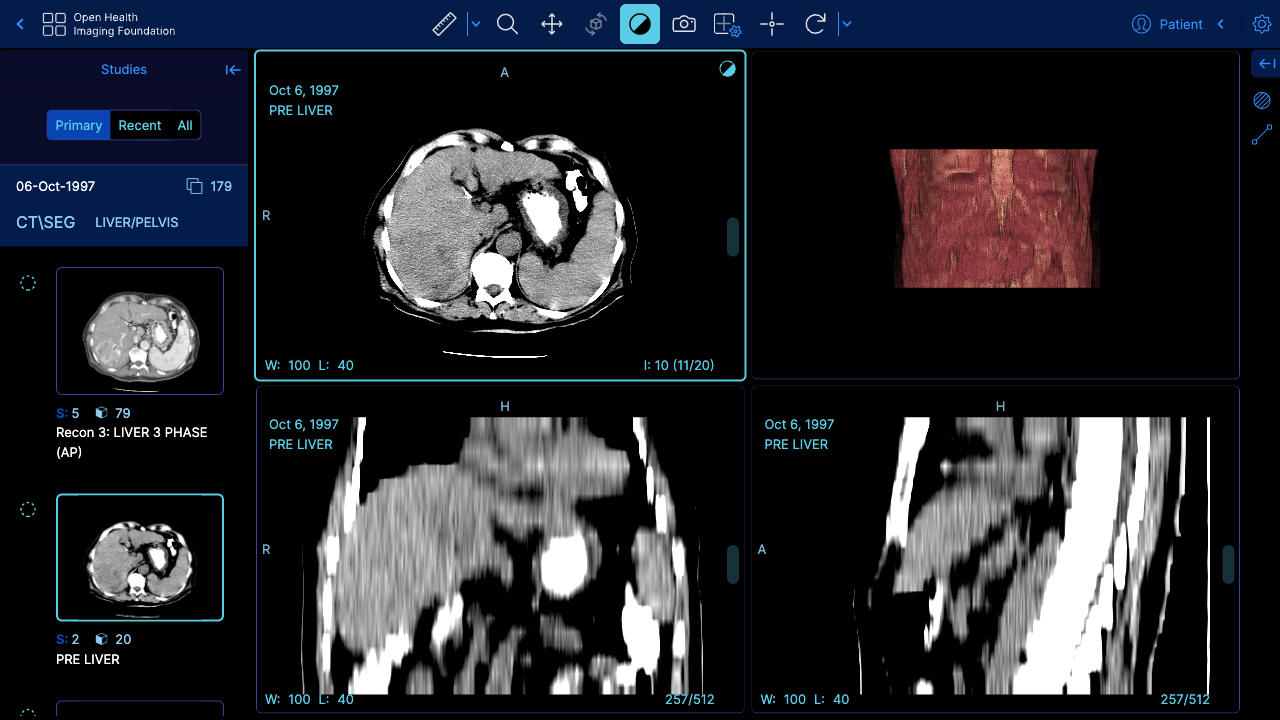 Open Health
Imaging Foundation
Patient
Studies
Primary Recent All
06-Oct-1997 179
CT\SEG LIVER/PELVIS
S: 5 79
Recon 3: LIVER 3 PHASE
(AP)
S: 2 20
PRE LIVER
A
Oct 6, 1997
PRE LIVER
R
W: 100 L: 40
I: 10 (11/20)
H
Oct 6, 1997
PRE LIVER
R
W: 100 L: 40
257/512
H
Oct 6, 1997
PRE LIVER
A
W: 100 L: 40
257/512